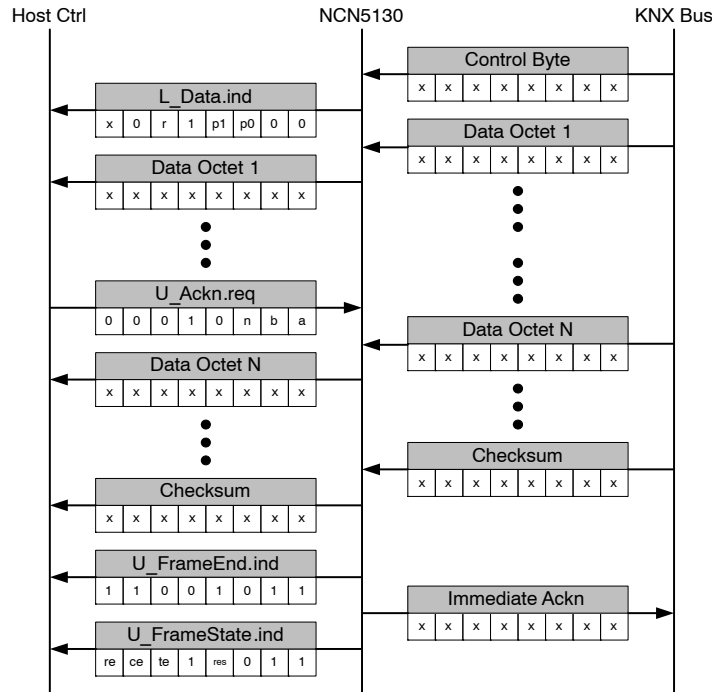 Host Ctrl NCN5130 KNX Bus
Control Byte
x x x x x x x x
L_Data.ind
x 0 r 1 p1 p0 0 0
Data Octet 1
x x x x x x x x
Data Octet 1
x x x x x x x x
U_Ackn.req
0 0 0 1 0 n b a
Data Octet N
x x x x x x x x
Data Octet N
x x x x x x x x
Checksum
x x x x x x x x
Checksum
x x x x x x x x
U_FrameEnd.ind
1 1 0 0 1 0 1 1
Immediate Ackn
x x x x x x x x
U_FrameState.ind
re ce te 1 res 0 1 1